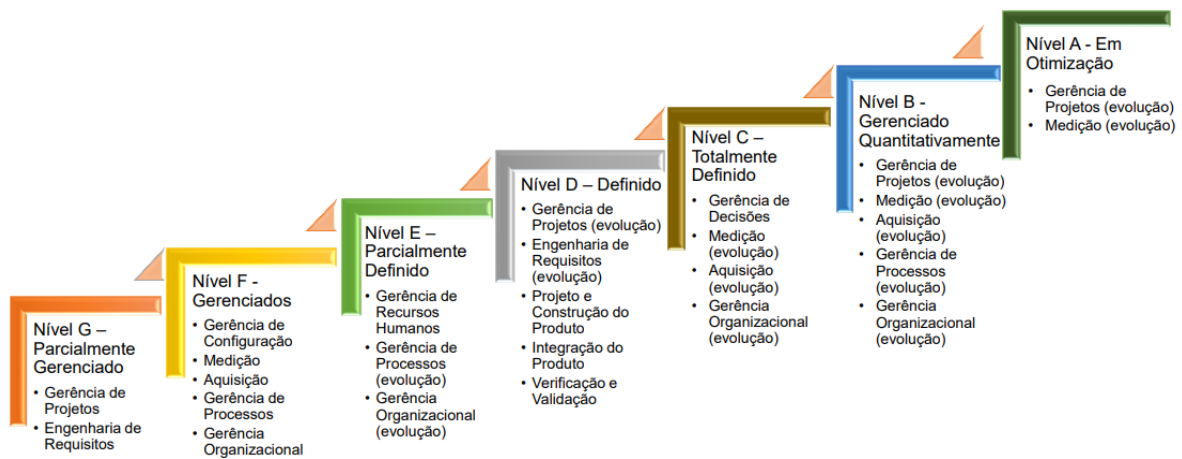 Nível G –
Parcialmente
Gerenciado
• Gerência de
Projetos
• Engenharia de
Requisitos
Nível F -
Gerenciados
• Gerência de
Configuração
• Medição
• Aquisição
• Gerência de
Processos
• Gerência
Organizacional
Nível E –
Parcialmente
Definido
• Gerência de
Recursos
Humanos
• Gerência de
Processos
(evolução)
• Gerência
Organizacional
(evolução)
Nível D – Definido
• Gerência de
Projetos (evolução)
• Engenharia de
Requisitos
(evolução)
• Projeto e
Construção do
Produto
• Integração do
Produto
• Verificação e
Validação
Nível C –
Totalmente
Definido
• Gerência de
Decisões
• Medição
(evolução)
• Aquisição
(evolução)
• Gerência
Organizacional
(evolução)
Nível B -
Gerenciado
Quantitativamente
• Gerência de
Projetos (evolução)
• Medição (evolução)
• Aquisição
(evolução)
• Gerência de
Processos
(evolução)
• Gerência
Organizacional
(evolução)
Nível A - Em
Otimização
• Gerência de
Projetos (evolução)
• Medição (evolução)